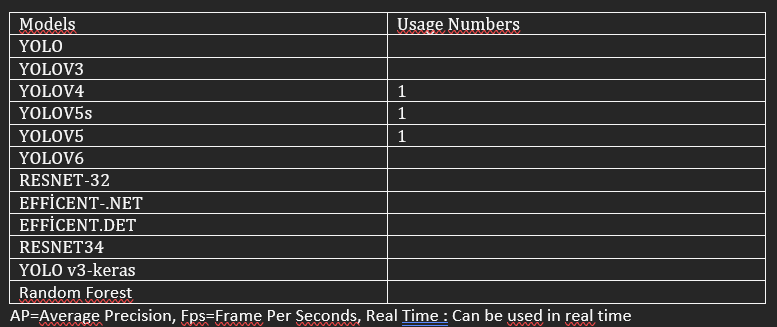 Models Usage Numbers
YOLO
YOLOV3
YOLOV4 1
YOLOV5s 1
YOLOV5 1
YOLOV6
RESNET-32
EFFİCENT-.NET
EFFİCENT.DET
RESNET34
YOLO v3-keras
Random Forest
AP=Average Precision, Fps=Frame Per Seconds, Real Time : Can be used in real time